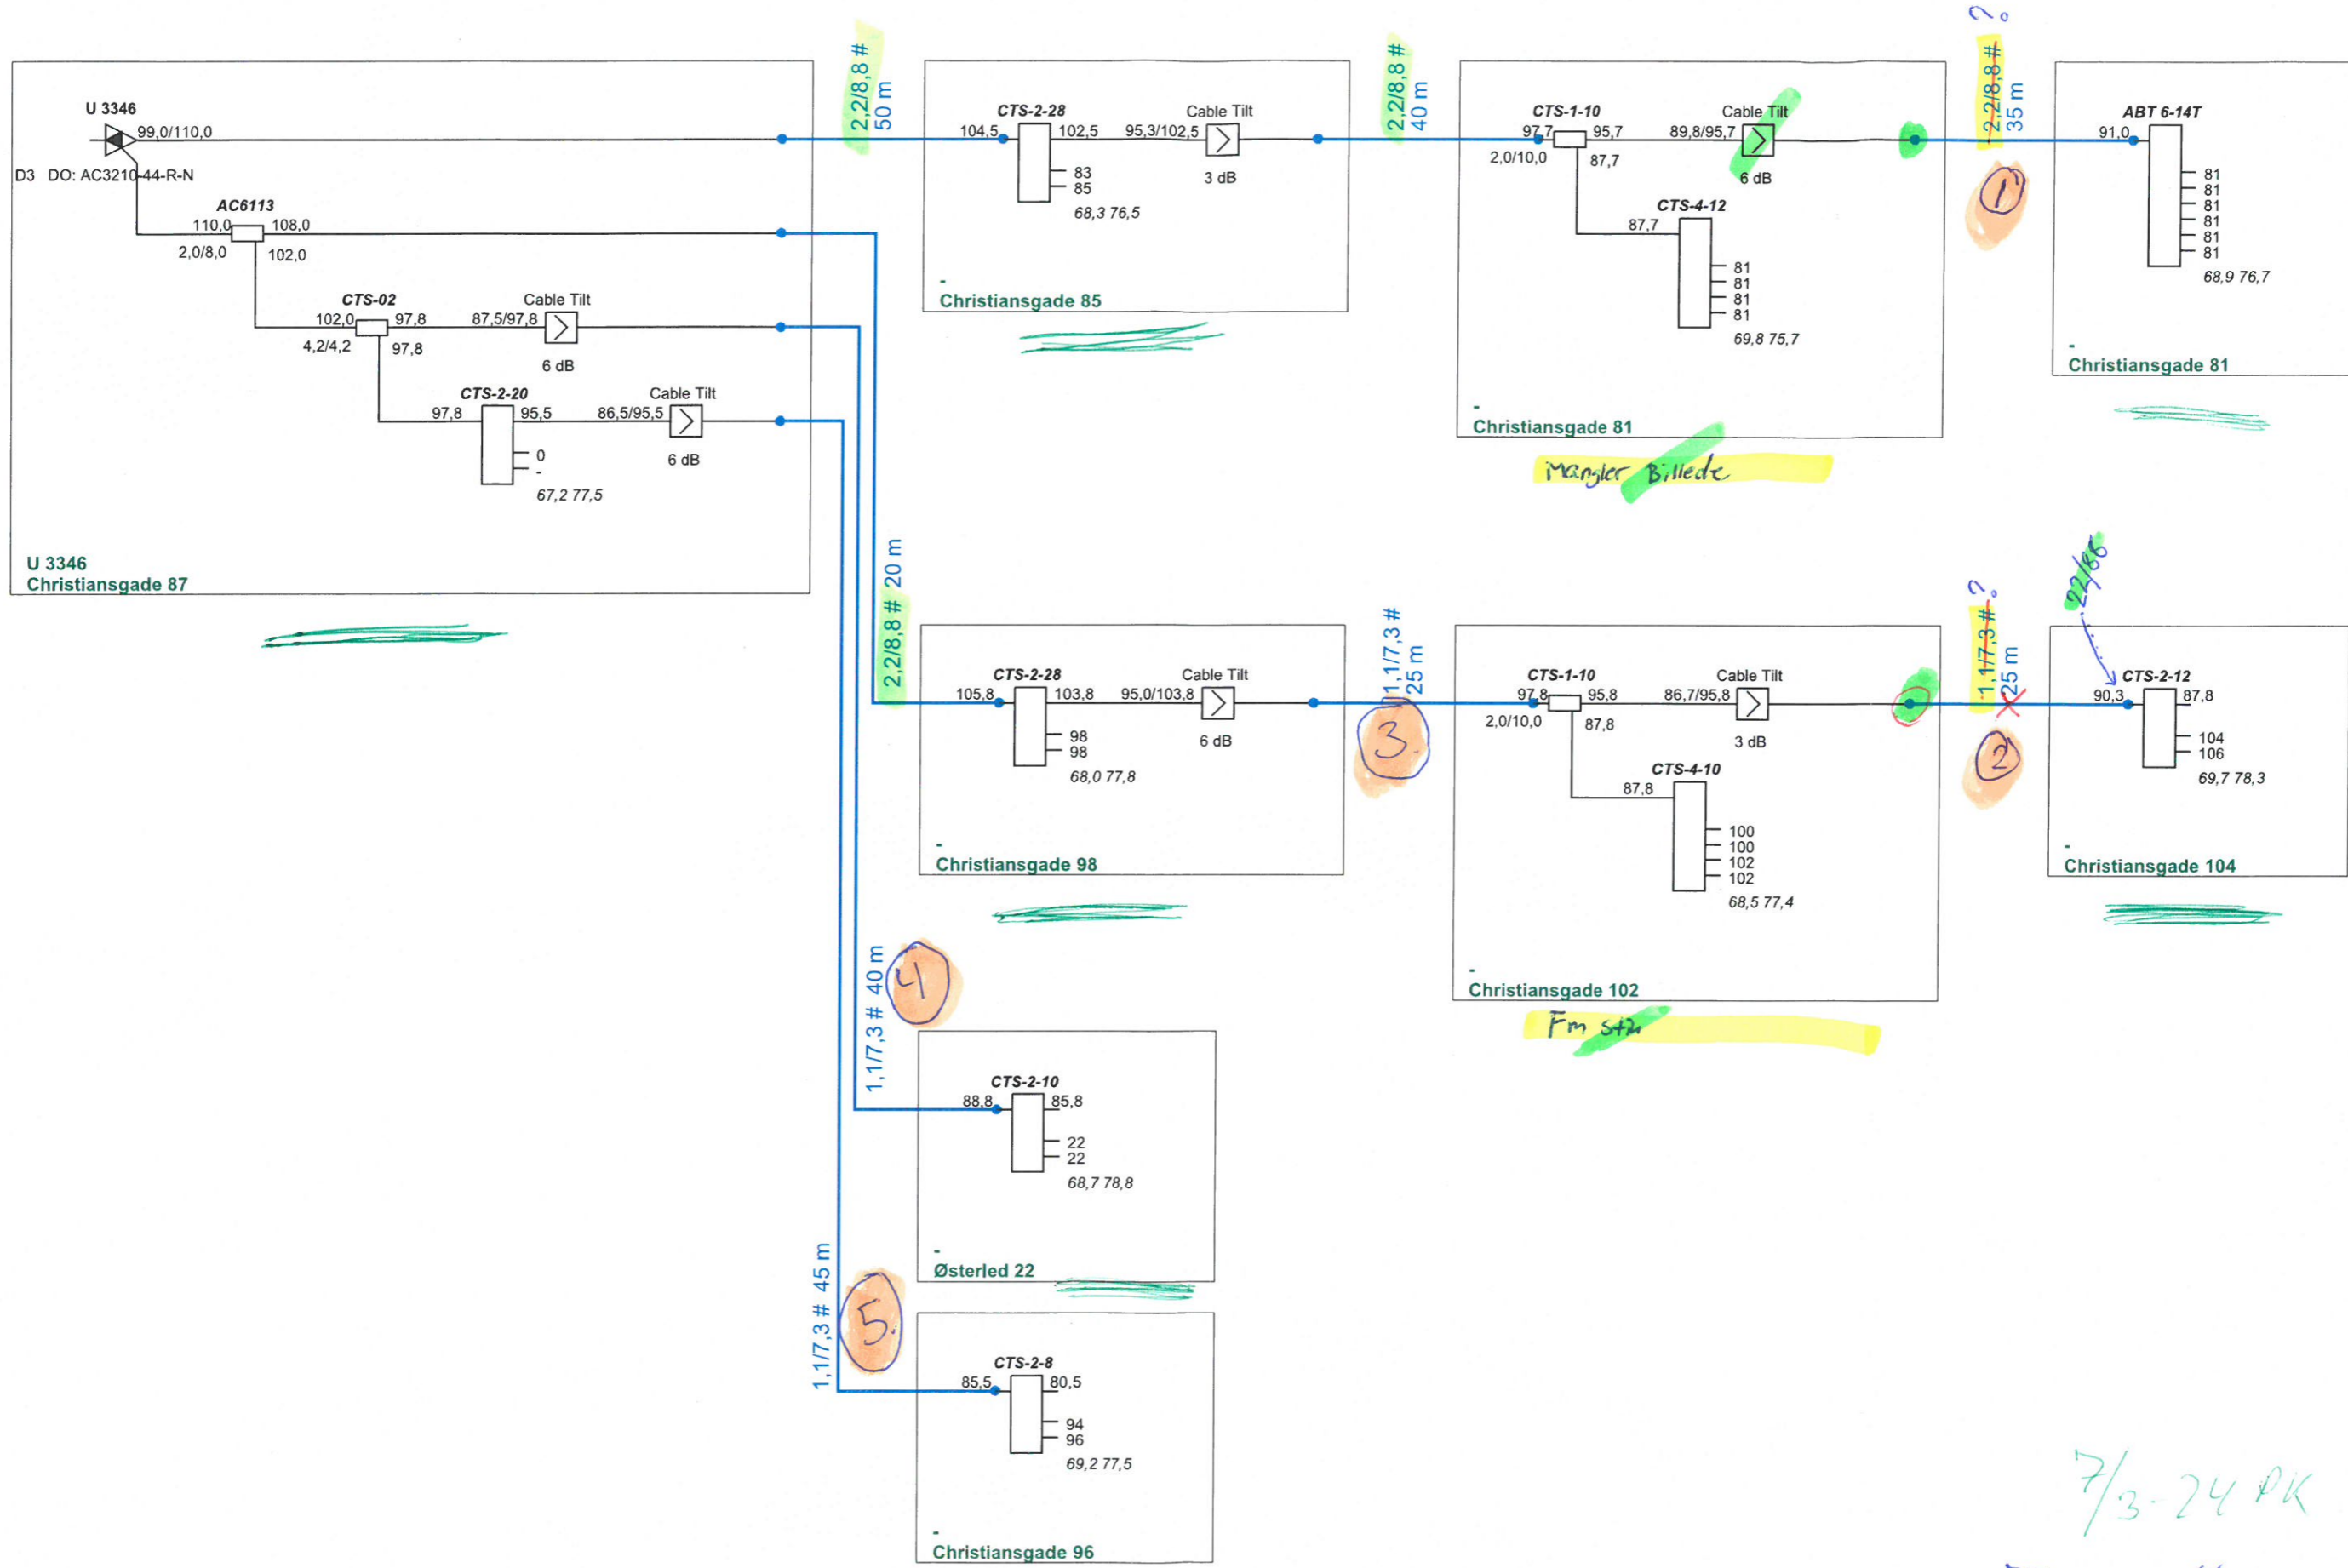 U 3346
99,0/110,0
D3 DO: AC3210-44-R-N
AC6113
110,0 108,0
2,0/8,0 102,0
CTS-02
102,0 97,8
4,2/4,2 97,8
Cable Tilt
87,5/97,8
6 dB
CTS-2-20
97,8 95,5
0
-
67,2 77,5
Cable Tilt
86,5/95,5
6 dB
U 3346
Christiansgade 87
2,2/8,8 #
50 m
CTS-2-28
104,5 102,5
83
85
68,3 76,5
Cable Tilt
95,3/102,5
3 dB
-
Christiansgade 85
2,2/8,8 #
40 m
CTS-1-10
97,7 95,7
2,0/10,0 87,7
Cable Tilt
89,8/95,7
6 dB
CTS-4-12
87,7
81
81
81
81
69,8 75,7
-
Christiansgade 81
Mangler Billede
?
2,2/8,8 #
35 m
1
ABT 6-14T
91,0
81
81
81
81
81
81
68,9 76,7
-
Christiansgade 81
2,2/8,8 # 20 m
CTS-2-28
105,8 103,8
98
98
68,0 77,8
Cable Tilt
95,0/103,8
6 dB
-
Christiansgade 98
1,1/7,3 #
25 m
3.
CTS-1-10
97,8 95,8
2,0/10,0 87,8
Cable Tilt
86,7/95,8
3 dB
CTS-4-10
87,8
100
100
102
102
68,5 77,4
-
Christiansgade 102
?
1,1/7,3 #
25 m
2
22/88
CTS-2-12
90,3 87,8
104
106
69,7 78,3
-
Christiansgade 104
1,1/7,3 # 40 m
4
CTS-2-10
88,8 85,8
22
22
68,7 78,8
-
Østerled 22
1,1/7,3 # 45 m
5.
CTS-2-8
85,5 80,5
94
96
69,2 77,5
-
Christiansgade 96
7/3-24 PK